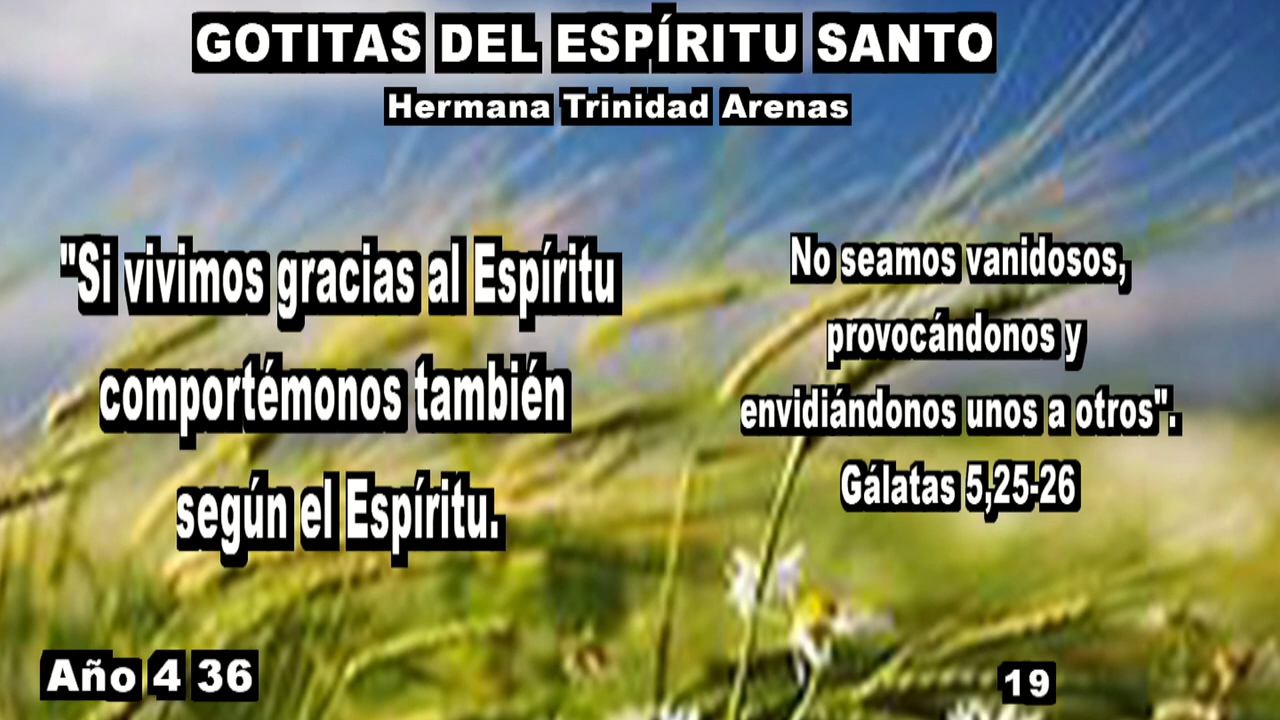 GOTITAS DEL ESPÍRITU SANTO
Hermana Trinidad Arenas
"Si vivimos gracias al Espíritu
comportémonos también
según el Espíritu.
No seamos vanidosos,
provocándonos y
envidiándonos unos a otros".
Gálatas 5,25-26
Año 4 36
19